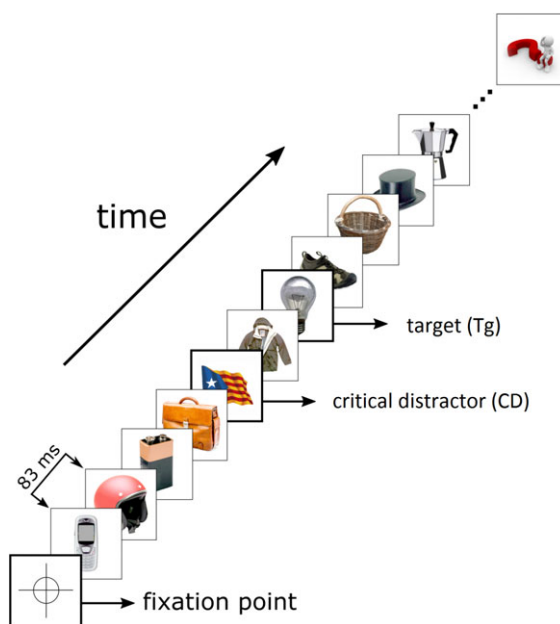 time
target (Tg)
critical distractor (CD)
83 ms
fixation point